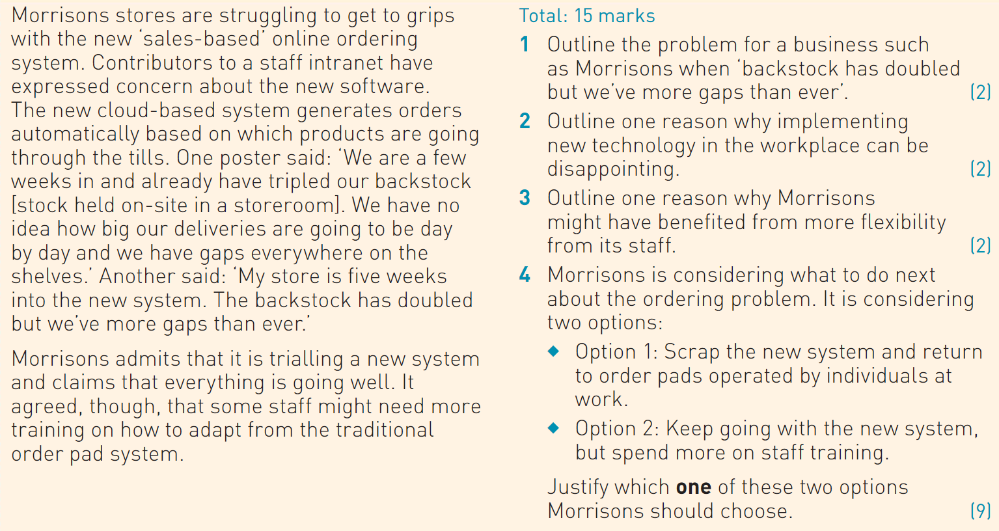 Morrisons stores are struggling to get to grips
with the new ‘sales-based’ online ordering
system. Contributors to a staff intranet have
expressed concern about the new software.
The new cloud-based system generates orders
automatically based on which products are going
through the tills. One poster said: ‘We are a few
weeks in and already have tripled our backstock
[stock held on-site in a storeroom]. We have no
idea how big our deliveries are going to be day
by day and we have gaps everywhere on the
shelves.’ Another said: ‘My store is five weeks
into the new system. The backstock has doubled
but we’ve more gaps than ever.’
Morrisons admits that it is trialling a new system
and claims that everything is going well. It
agreed, though, that some staff might need more
training on how to adapt from the traditional
order pad system.
Total: 15 marks
1 Outline the problem for a business such
as Morrisons when ‘backstock has doubled
but we’ve more gaps than ever’. (2)
2 Outline one reason why implementing
new technology in the workplace can be
disappointing. (2)
3 Outline one reason why Morrisons
might have benefited from more flexibility
from its staff. (2)
4 Morrisons is considering what to do next
about the ordering problem. It is considering
two options:
◆ Option 1: Scrap the new system and return
to order pads operated by individuals at
work.
◆ Option 2: Keep going with the new system,
but spend more on staff training.
Justify which one of these two options
Morrisons should choose. (9)